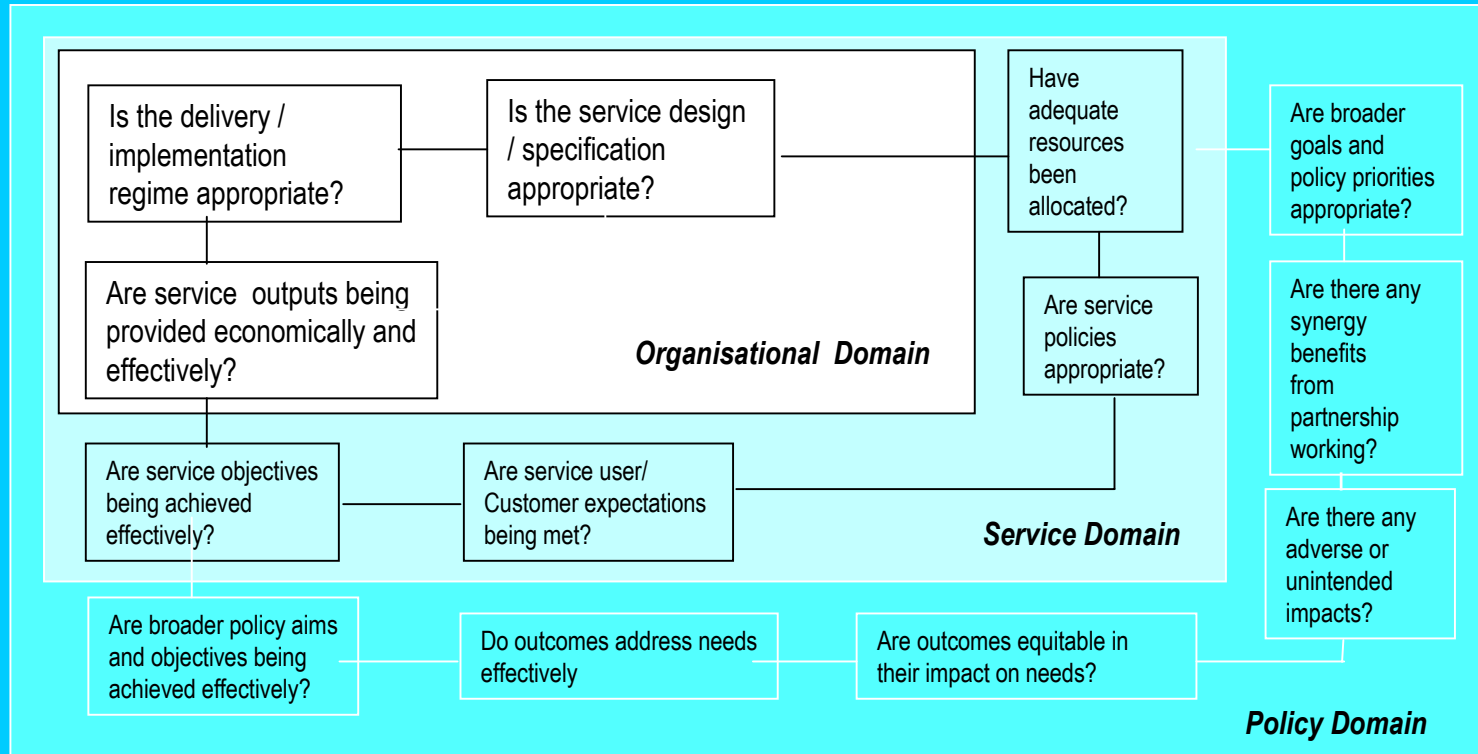 Is the delivery /
implementation
regime appropriate?
Is the service design
/ specification
appropriate?
Have
adequate
resources
been
allocated?
Are broader
goals and
policy priorities
appropriate?
Are service outputs being
provided economically and
effectively?
Organisational Domain
Are service
policies
appropriate?
Are there any
synergy
benefits
from
partnership
working?
Are service objectives
being achieved
effectively?
Are service user/
Customer expectations
being met?
Service Domain
Are there any
adverse or
unintended
impacts?
Are broader policy aims
and objectives being
achieved effectively?
Do outcomes address needs
effectively
Are outcomes equitable in
their impact on needs?
Policy Domain